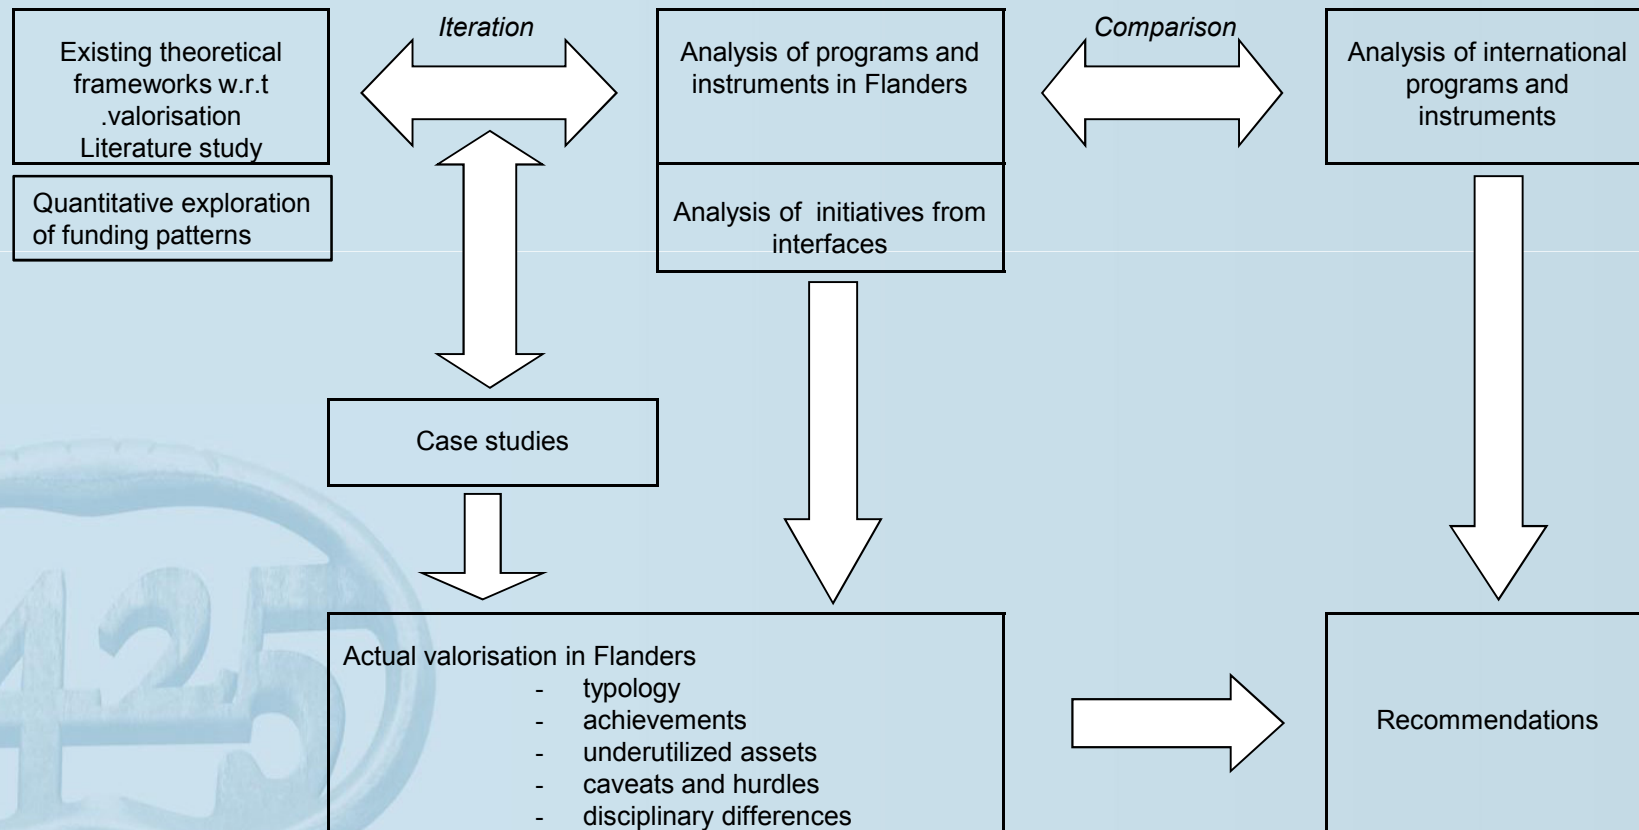 Existing theoretical
frameworks w.r.t
.valorisation
Literature study
Quantitative exploration
of funding patterns
Iteration
Analysis of programs and
instruments in Flanders
Analysis of initiatives from
interfaces
Comparison
Analysis of international
programs and
instruments
Case studies
Actual valorisation in Flanders
- typology
- achievements
- underutilized assets
- caveats and hurdles
- disciplinary differences
Recommendations
425